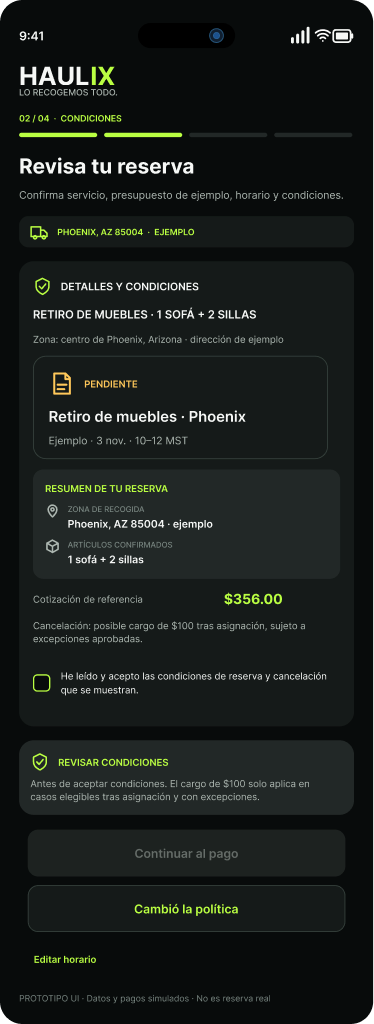 9:41
HAULIX
LO RECOGEMOS TODO.
02 / 04 · CONDICIONES
Revisa tu reserva
Confirma servicio, presupuesto de ejemplo, horario y condiciones.
PHOENIX, AZ 85004 · EJEMPLO
DETALLES Y CONDICIONES
RETIRO DE MUEBLES · 1 SOFÁ + 2 SILLAS
Zona: centro de Phoenix, Arizona · dirección de ejemplo
PENDIENTE
Retiro de muebles · Phoenix
Ejemplo · 3 nov. · 10–12 MST
RESUMEN DE TU RESERVA
ZONA DE RECOGIDA
Phoenix, AZ 85004 · ejemplo
ARTÍCULOS CONFIRMADOS
1 sofá + 2 sillas
Cotización de referencia $356.00
Cancelación: posible cargo de $100 tras asignación, sujeto a
excepciones aprobadas.
He leído y acepto las condiciones de reserva y cancelación
que se muestran.
REVISAR CONDICIONES
Antes de aceptar condiciones. El cargo de $100 solo aplica en
casos elegibles tras asignación y con excepciones.
Continuar al pago
Cambió la política
Editar horario
PROTOTIPO UI · Datos y pagos simulados · No es reserva real